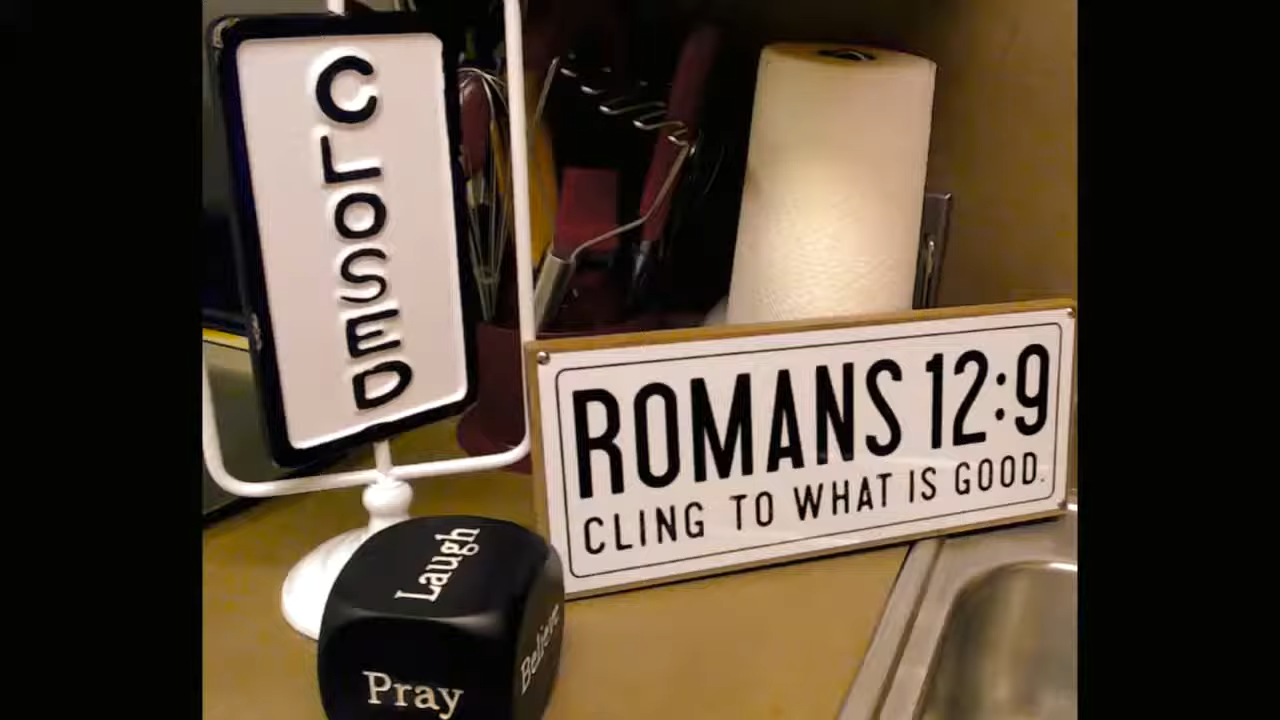 CLOSED
ROMANS 12:9
CLING TO WHAT IS GOOD.
Laugh
Believe
Pray